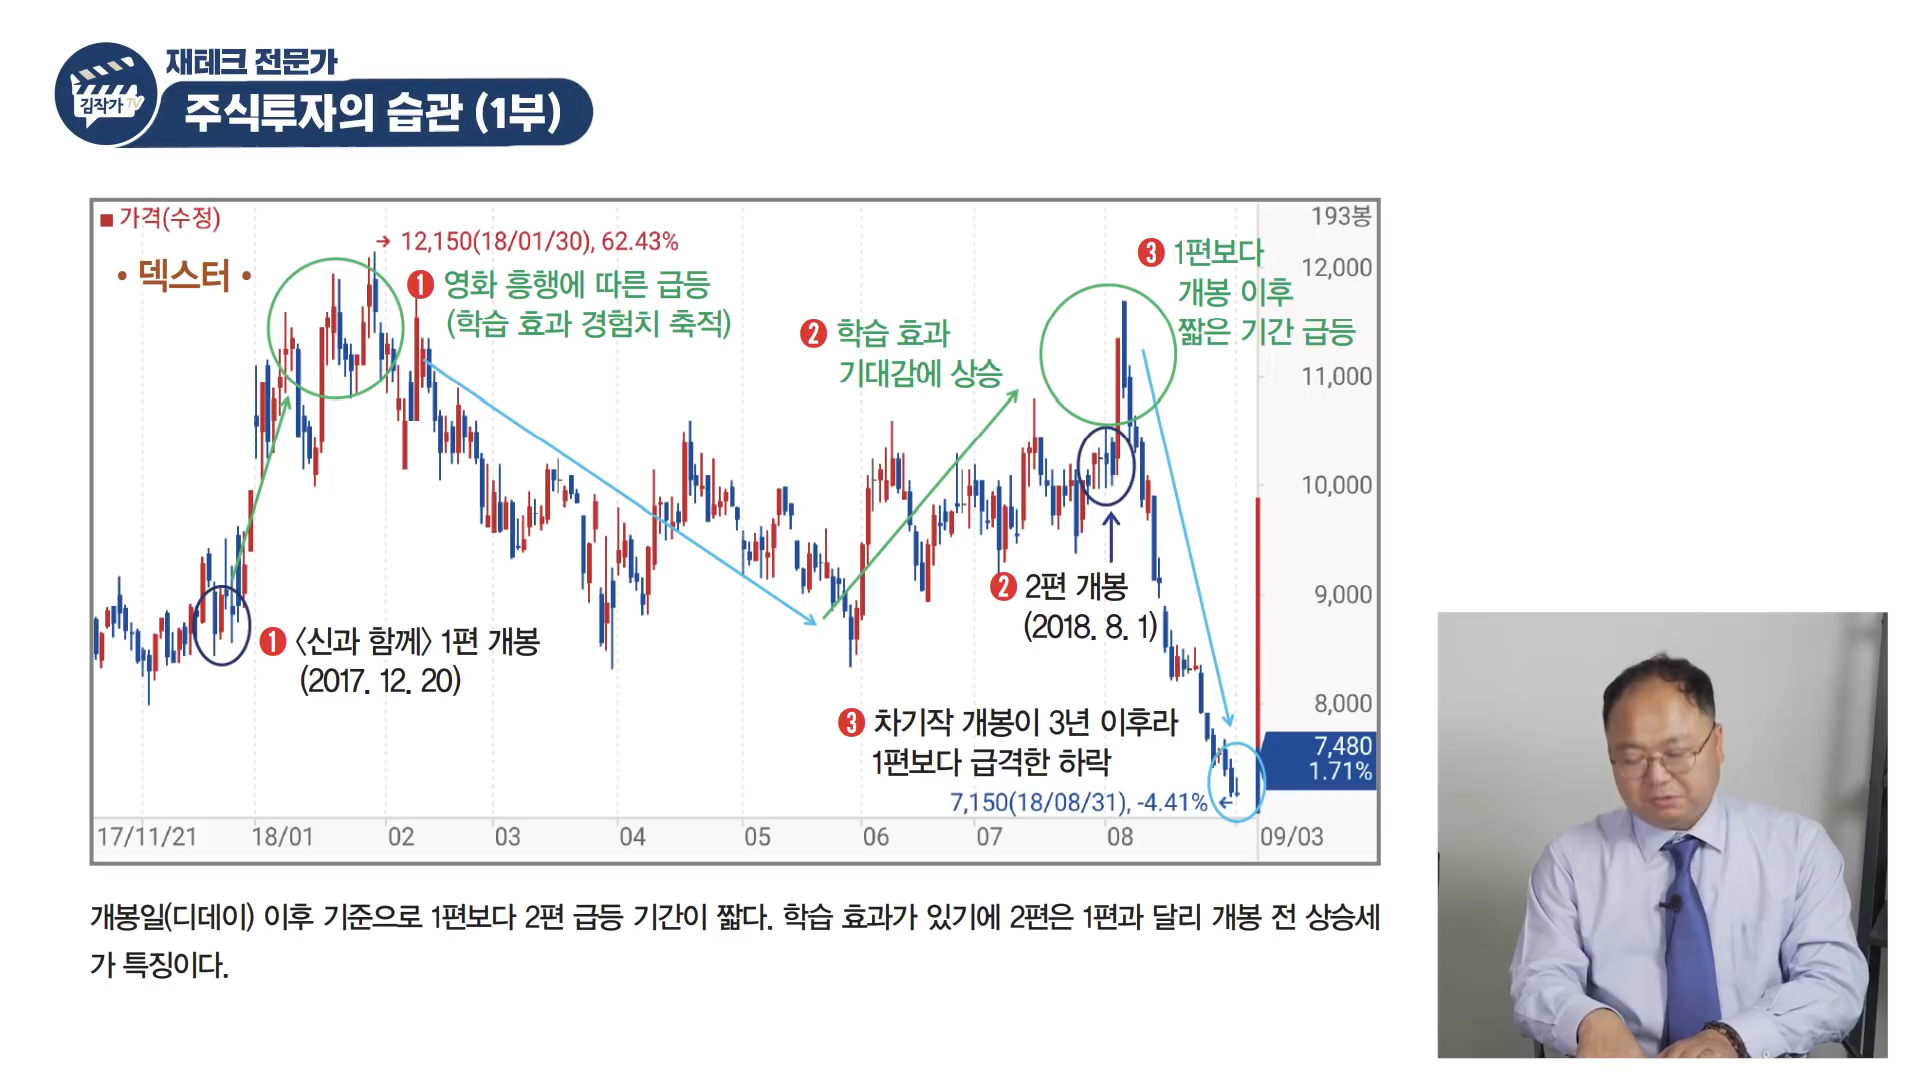 김작가 TV
재테크 전문가
주식투자의 습관 (1부)
■ 가격(수정)
193봉
→ 12,150(18/01/30), 62.43%
• 덱스터 •
❶ 영화 흥행에 따른 급등
(학습 효과 경험치 축적)
❷ 학습 효과
기대감에 상승
❸ 1편보다
개봉 이후
짧은 기간 급등
12,000
11,000
10,000
9,000
8,000
7,480
1.71%
❶ 〈신과 함께〉 1편 개봉
(2017. 12. 20)
❷ 2편 개봉
(2018. 8. 1)
❸ 차기작 개봉이 3년 이후라
1편보다 급격한 하락
7,150(18/08/31), -4.41% ←
17/11/21 18/01 02 03 04 05 06 07 08 09/03
개봉일(디데이) 이후 기준으로 1편보다 2편 급등 기간이 짧다. 학습 효과가 있기에 2편은 1편과 달리 개봉 전 상승세
가 특징이다.